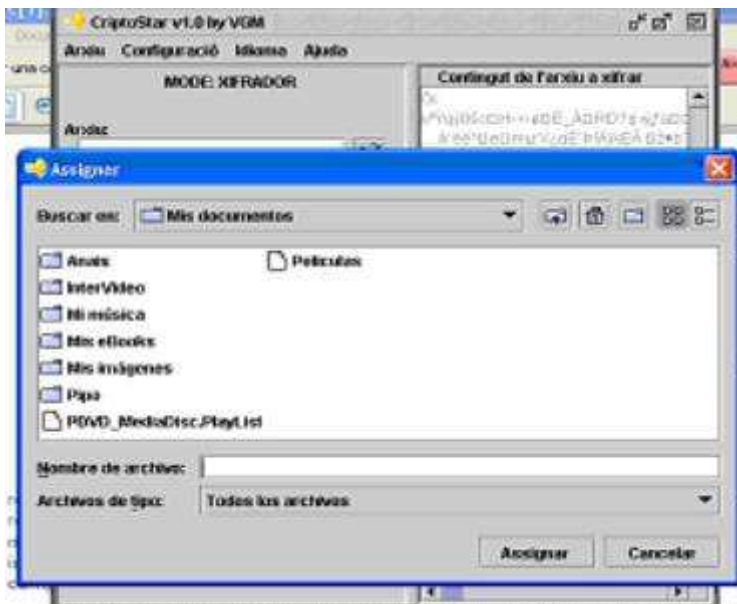 CriptoStar v1.0 by VGM
Arxiu Configuració Idioma Ajuda
MODE: XIFRADOR
Contingut de l'arxiu a xifrar
Arxiu:
Assignar
Buscar en: Mis documentos
Anaïs
Películas
InterVideo
Mi música
Mis eBooks
Mis imágenes
Pipa
PDVD_MediaDisc.PlayList
Nombre de archivo:
Archivos de tipo: Todos los archivos
Assignar Cancelar